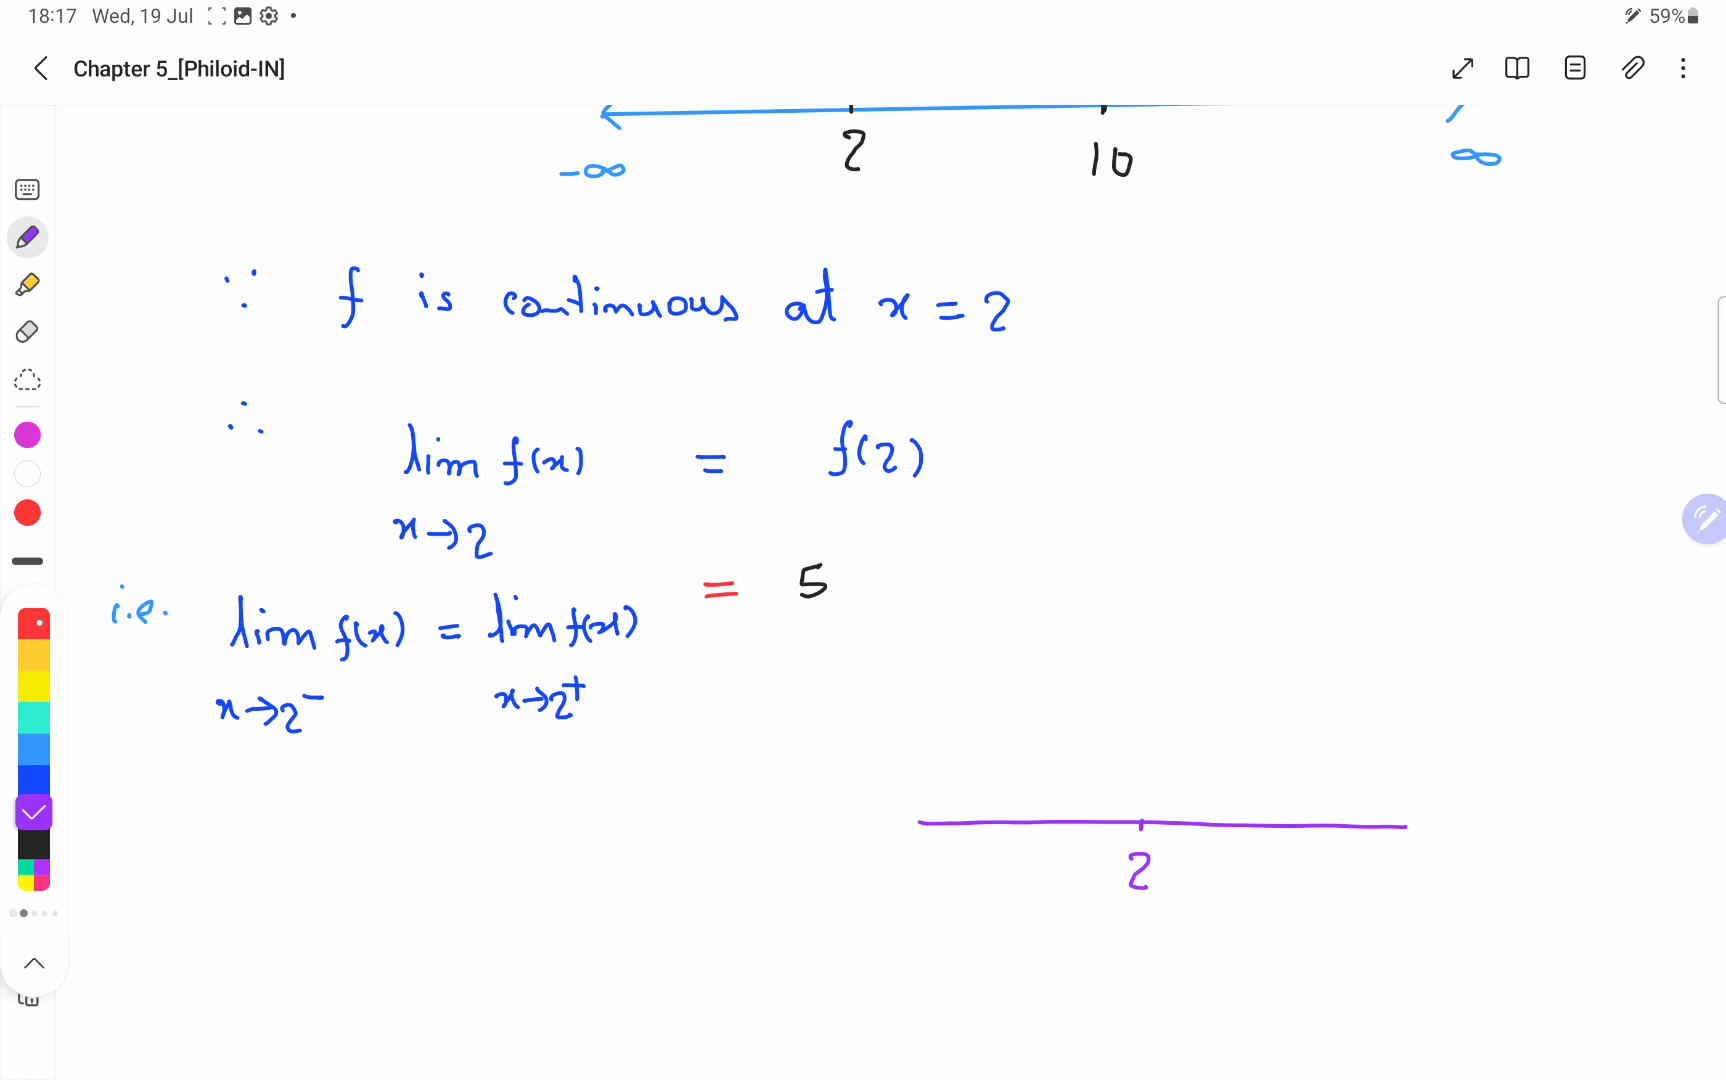 18:17 Wed, 19 Jul 59%
Chapter 5_[Philoid-IN]
-∞ 2 10 ∞
∵ f is continuous at x = 2
∴ lim f(x) = f(2)
x→2
= 5
i.e. lim f(x) = lim f(x)
x→2⁻ x→2⁺
2